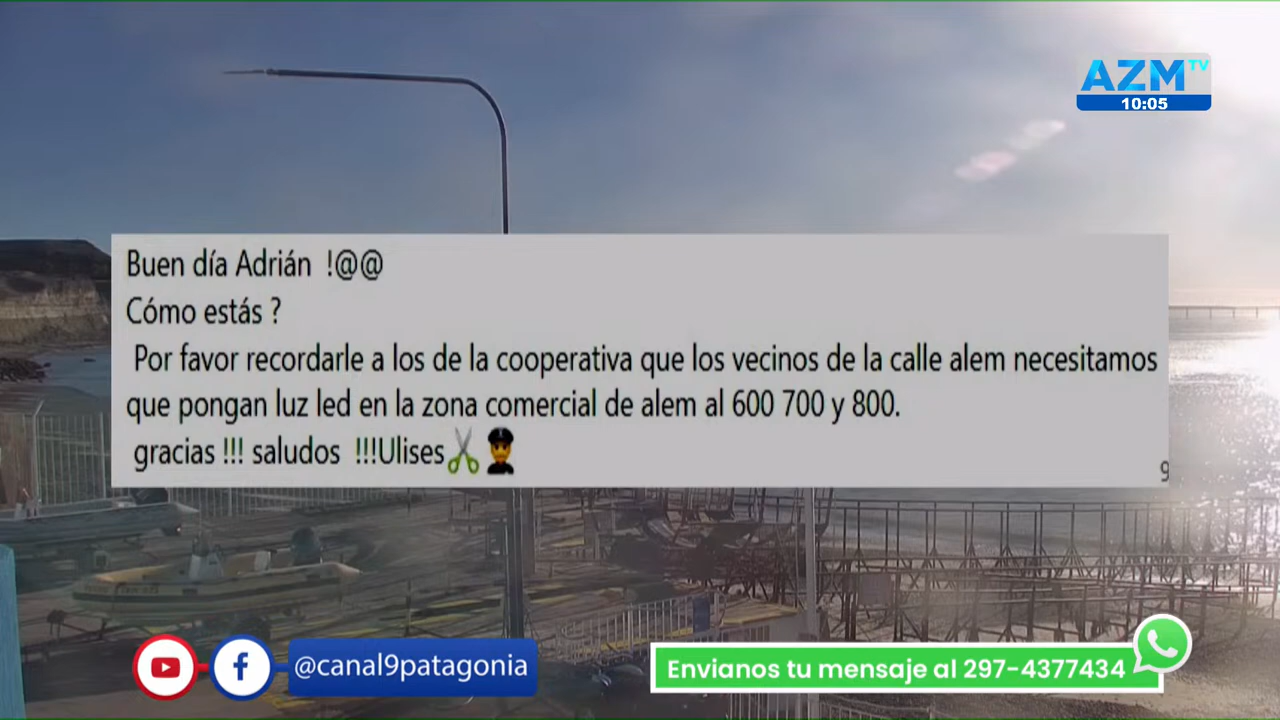 AZM TV
10:05
Buen día Adrián !@@
Cómo estás ?
Por favor recordarle a los de la cooperativa que los vecinos de la calle alem necesitamos
que pongan luz led en la zona comercial de alem al 600 700 y 800.
gracias !!! saludos !!!Ulises
9
@canal9patagonia
Envianos tu mensaje al 297-4377434